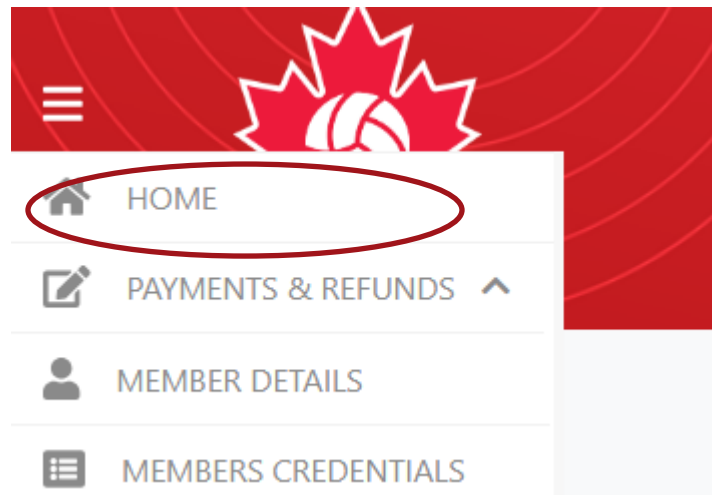 HOME
PAYMENTS & REFUNDS
MEMBER DETAILS
MEMBERS CREDENTIALS